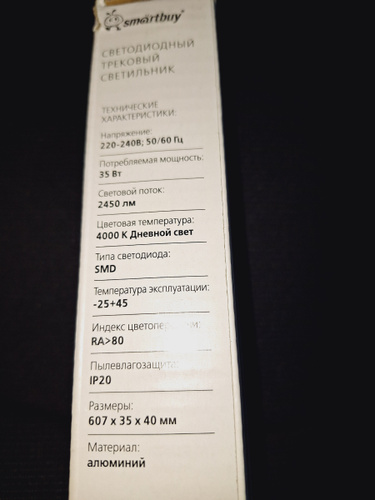 smartbuy
СВЕТОДИОДНЫЙ
ТРЕКОВЫЙ
СВЕТИЛЬНИК
ТЕХНИЧЕСКИЕ
ХАРАКТЕРИСТИКИ:
Напряжение:
220-240В; 50/60 Гц
Потребляемая мощность:
35 Вт
Световой поток:
2450 лм
Цветовая температура:
4000 К Дневной свет
Типа светодиода:
SMD
Температура эксплуатации:
-25+45
Индекс
RA>80
Пылевлагозащита:
IP20
Размеры:
607 x 35 x 40 мм
Материал:
алюминий